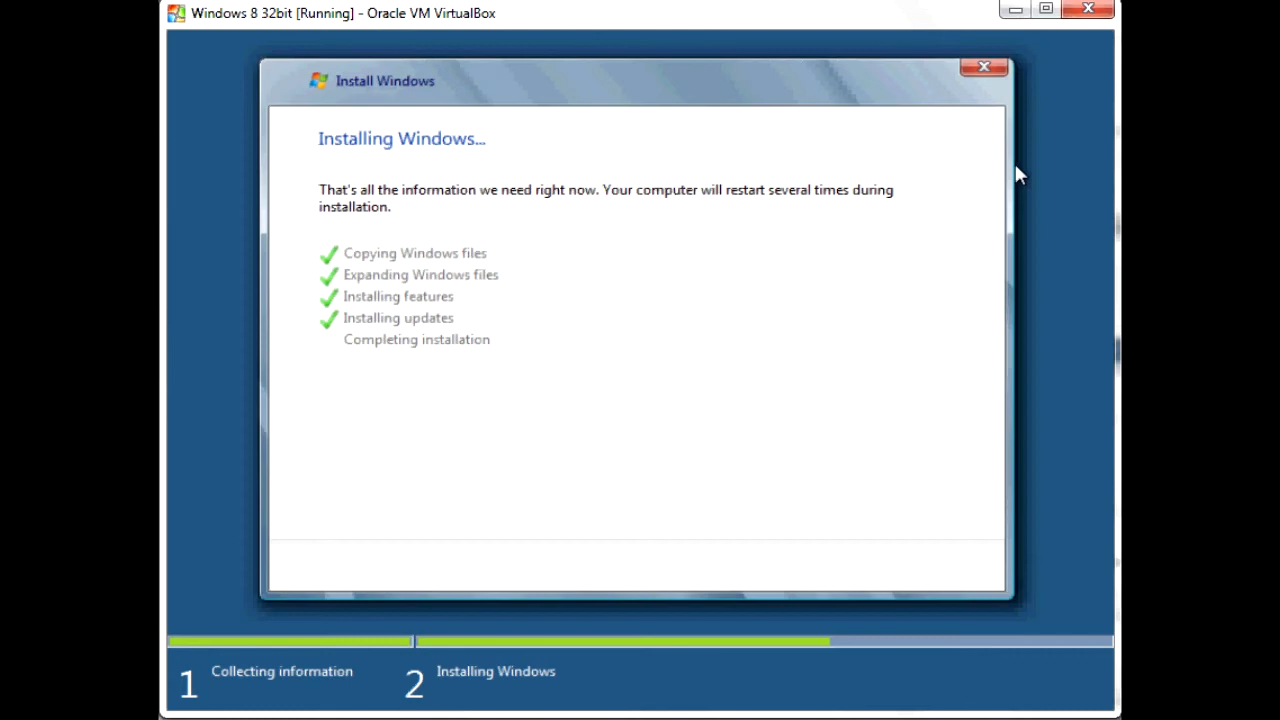 Windows 8 32bit [Running] - Oracle VM VirtualBox
Install Windows
Installing Windows...
That's all the information we need right now. Your computer will restart several times during
installation.
Copying Windows files
Expanding Windows files
Installing features
Installing updates
Completing installation
1 Collecting information
2 Installing Windows